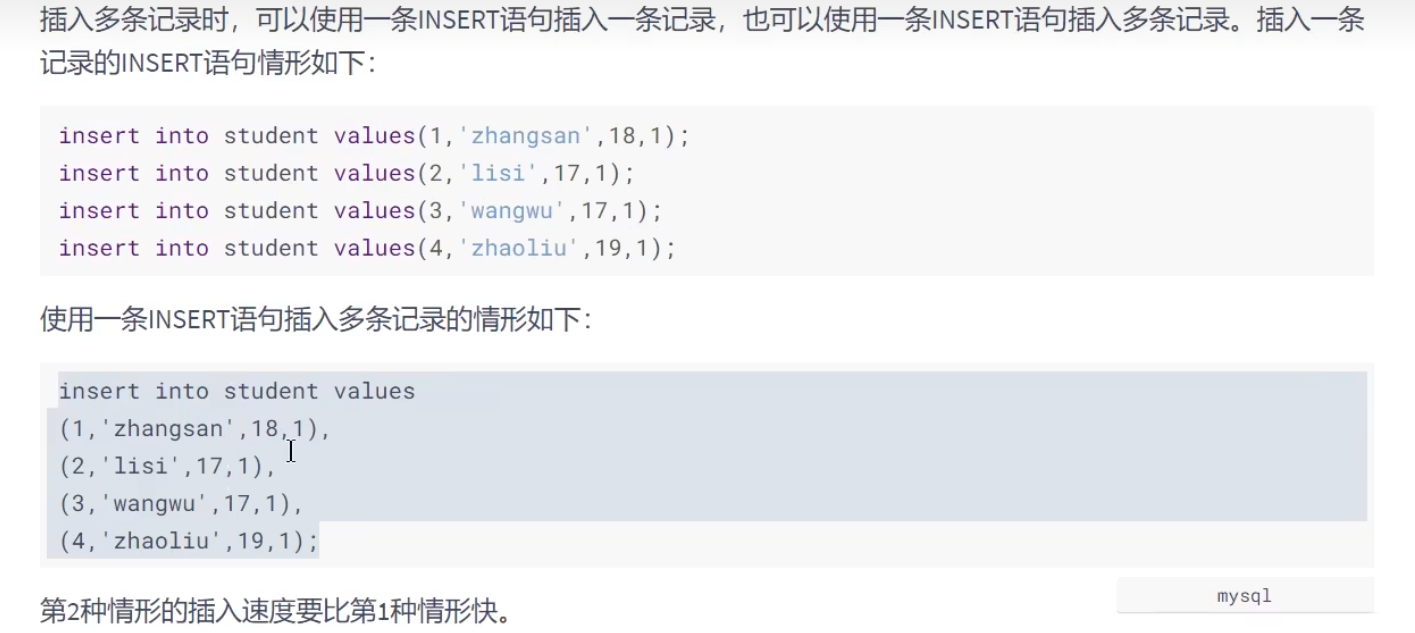 插入多条记录时，可以使用一条INSERT语句插入一条记录，也可以使用一条INSERT语句插入多条记录。插入一条
记录的INSERT语句情形如下：
insert into student values(1,'zhangsan',18,1);
insert into student values(2,'lisi',17,1);
insert into student values(3,'wangwu',17,1);
insert into student values(4,'zhaoliu',19,1);
使用一条INSERT语句插入多条记录的情形如下：
insert into student values
(1,'zhangsan',18,1),
(2,'lisi',17,1),
(3,'wangwu',17,1),
(4,'zhaoliu',19,1);
mysql
第2种情形的插入速度要比第1种情形快。